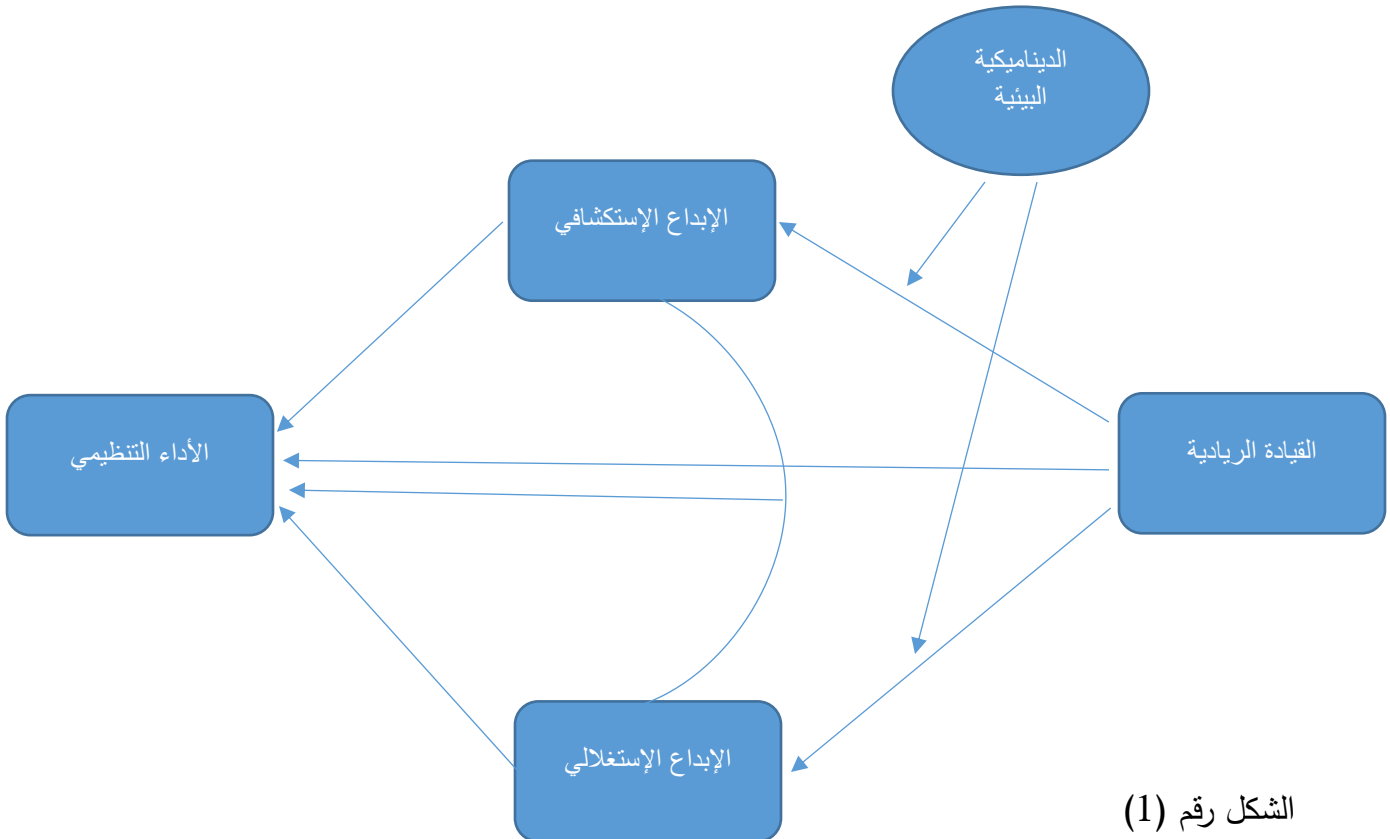 الديناميكية
البيئية
الإبداع الإستكشافي
القيادة الريادية
الأداء التنظيمي
الإبداع الإستغلالي
الشكل رقم (1)